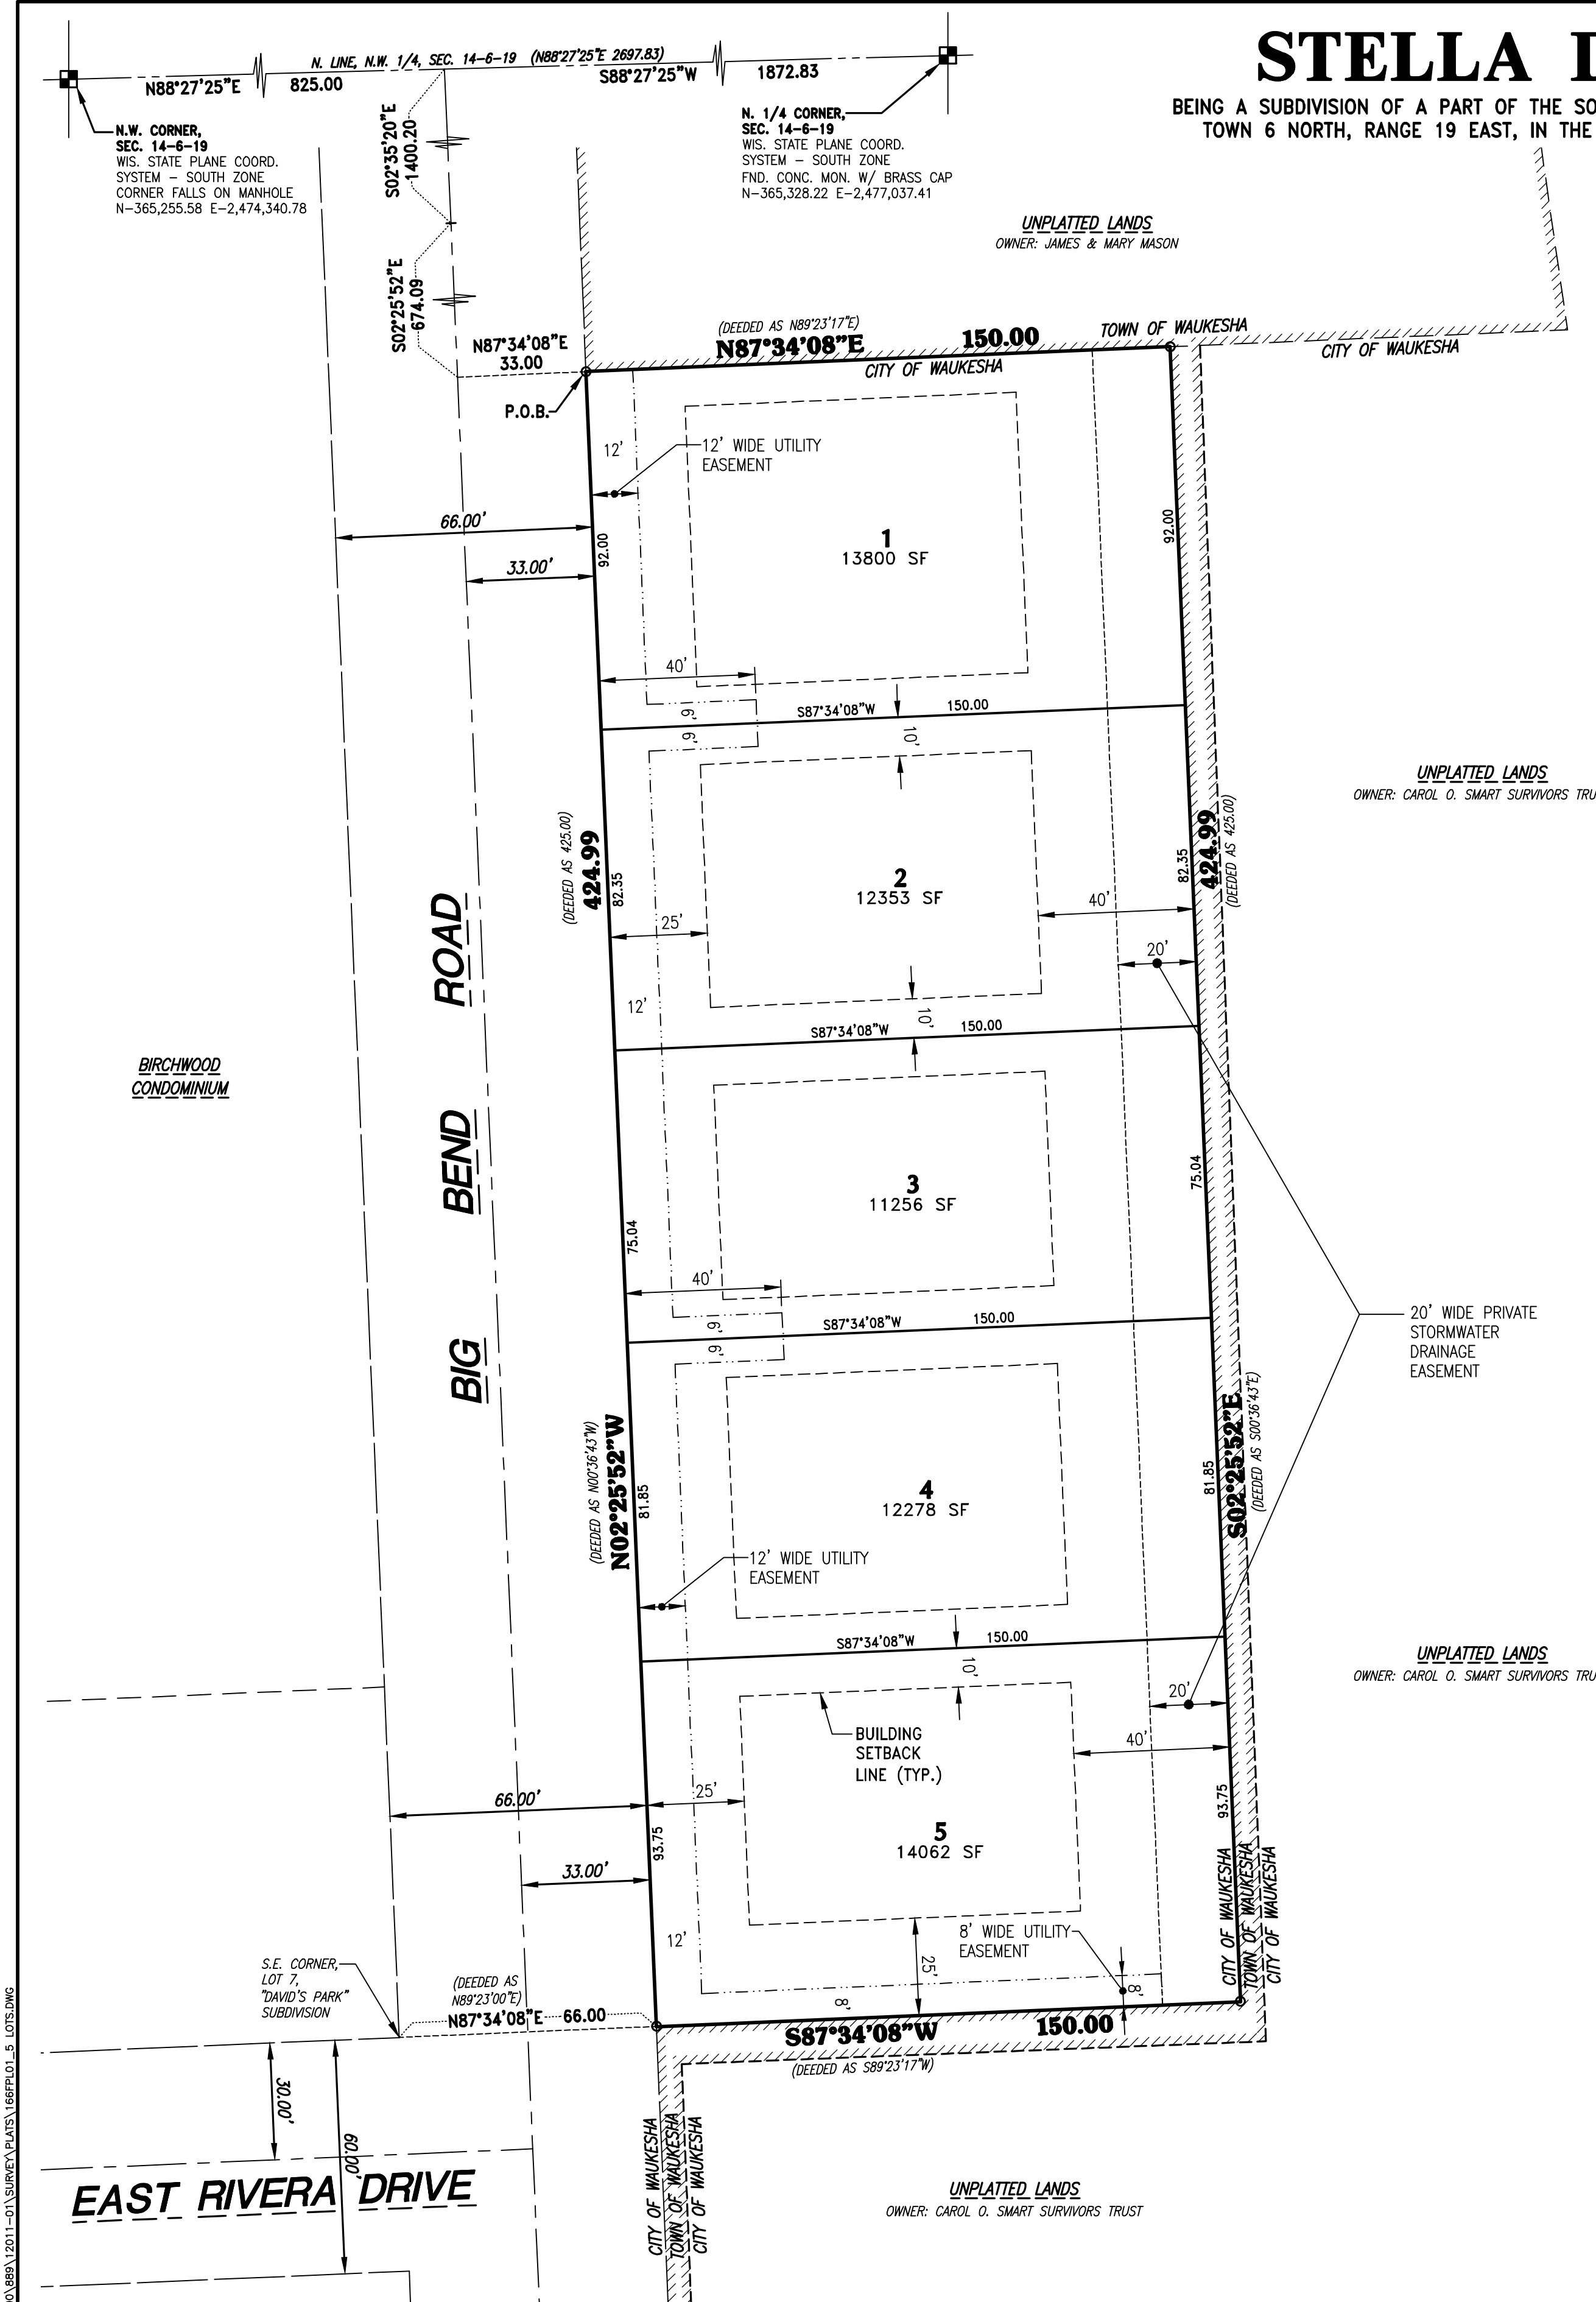 STELLA
BEING A SUBDIVISION OF A PART OF THE
TOWN 6 NORTH, RANGE 19 EAST, IN THE
N. LINE, N.W. 1/4, SEC. 14-6-19 (N88°27'25"E 2697.83)
N88°27'25"E
825.00
S88°27'25"W
1872.83
N.W. CORNER,
SEC. 14-6-19
WIS. STATE PLANE COORD.
SYSTEM - SOUTH ZONE
CORNER FALLS ON MANHOLE
N-365,255.58 E-2,474,340.78
S02°35'20"E
1400.20
N. 1/4 CORNER,
SEC. 14-6-19
WIS. STATE PLANE COORD.
SYSTEM - SOUTH ZONE
FND. CONC. MON. W/ BRASS CAP
N-365,328.22 E-2,477,037.41
UNPLATTED LANDS
OWNER: JAMES & MARY MASON
S02°25'52"E
674.09
N87°34'08"E
33.00
(DEEDED AS N89°23'17"E)
N87°34'08"E 150.00
TOWN OF WAUKESHA
CITY OF WAUKESHA
CITY OF WAUKESHA
P.O.B.
12'
12' WIDE UTILITY
EASEMENT
66.00'
33.00'
92.00
92.00
1
13800 SF
40'
6'
6'
S87°34'08"W 150.00
10'
UNPLATTED LANDS
OWNER: CAROL O. SMART SURVIVORS
(DEEDED AS 425.00)
424.99
82.35
82.35
424.99
(DEEDED AS 425.00)
2
12353 SF
25'
40'
20'
12'
10'
S87°34'08"W 150.00
BIG BEND ROAD
BIRCHWOOD
CONDOMINIUM
75.04
75.04
3
11256 SF
40'
6'
6'
S87°34'08"W 150.00
20' WIDE PRIVATE
STORMWATER
DRAINAGE
EASEMENT
(DEEDED AS N00°36'43"W)
N02°25'52"W
81.85
81.85
S02°25'52"E
(DEEDED AS S00°36'43"E)
4
12278 SF
12' WIDE UTILITY
EASEMENT
S87°34'08"W 150.00
10'
UNPLATTED LANDS
OWNER: CAROL O. SMART SURVIVORS
20'
40'
BUILDING
SETBACK
LINE (TYP.)
66.00'
25'
33.00'
93.75
93.75
5
14062 SF
12'
8' WIDE UTILITY
EASEMENT
25'
8'
8'
CITY OF WAUKESHA
TOWN OF WAUKESHA
CITY OF WAUKESHA
S.E. CORNER,
LOT 7,
"DAVID'S PARK"
SUBDIVISION
(DEEDED AS
N89°23'00"E)
N87°34'08"E 66.00
S87°34'08"W 150.00
(DEEDED AS S89°23'17"W)
30.00'
60.00'
EAST RIVERA DRIVE
CITY OF WAUKESHA
TOWN OF WAUKESHA
CITY OF WAUKESHA
UNPLATTED LANDS
OWNER: CAROL O. SMART SURVIVORS TRUST
\889\12011-01\SURVEY\PLATS\166FPL01_5 LOTS.DWG